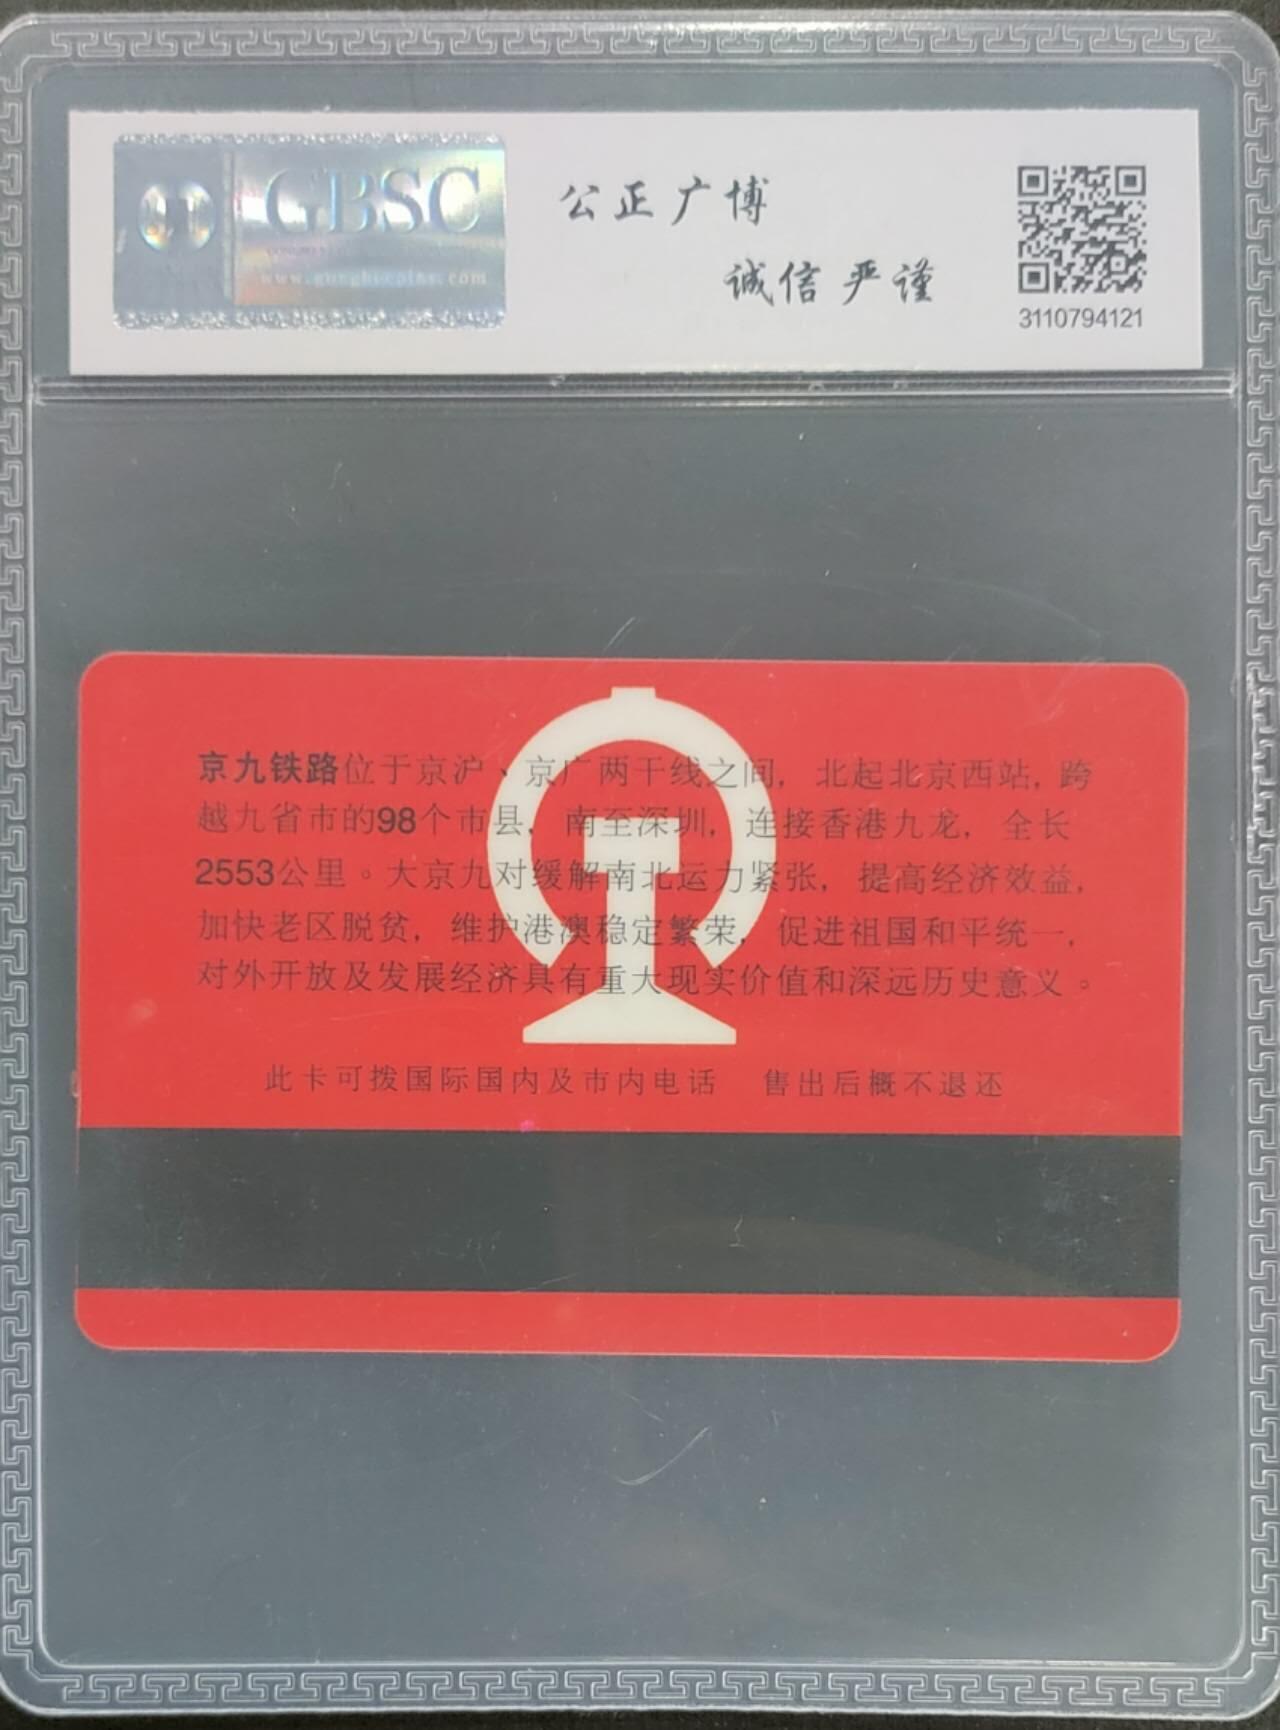 GBSC
www.gongbocoins.com
公正广博
诚信严谨
3110794121
京九铁路位于京沪、京广两干线之间，北起北京西站，跨
越九省市的98个市县，南至深圳，连接香港九龙，全长
2553公里。大京九对缓解南北运力紧张，提高经济效益，
加快老区脱贫，维护港澳稳定繁荣，促进祖国和平统一，
对外开放及发展经济具有重大现实价值和深远历史意义。
此卡可拨国际国内及市内电话 售出后概不退还